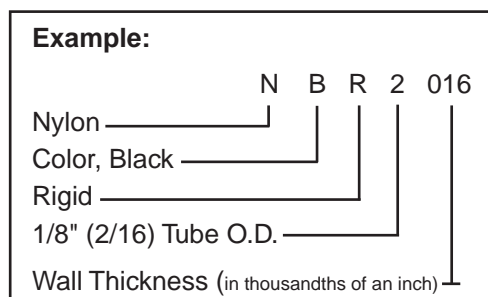 Example:
N B R 2 016
Nylon
Color, Black
Rigid
1/8" (2/16) Tube O.D.
Wall Thickness (in thousandths of an inch)